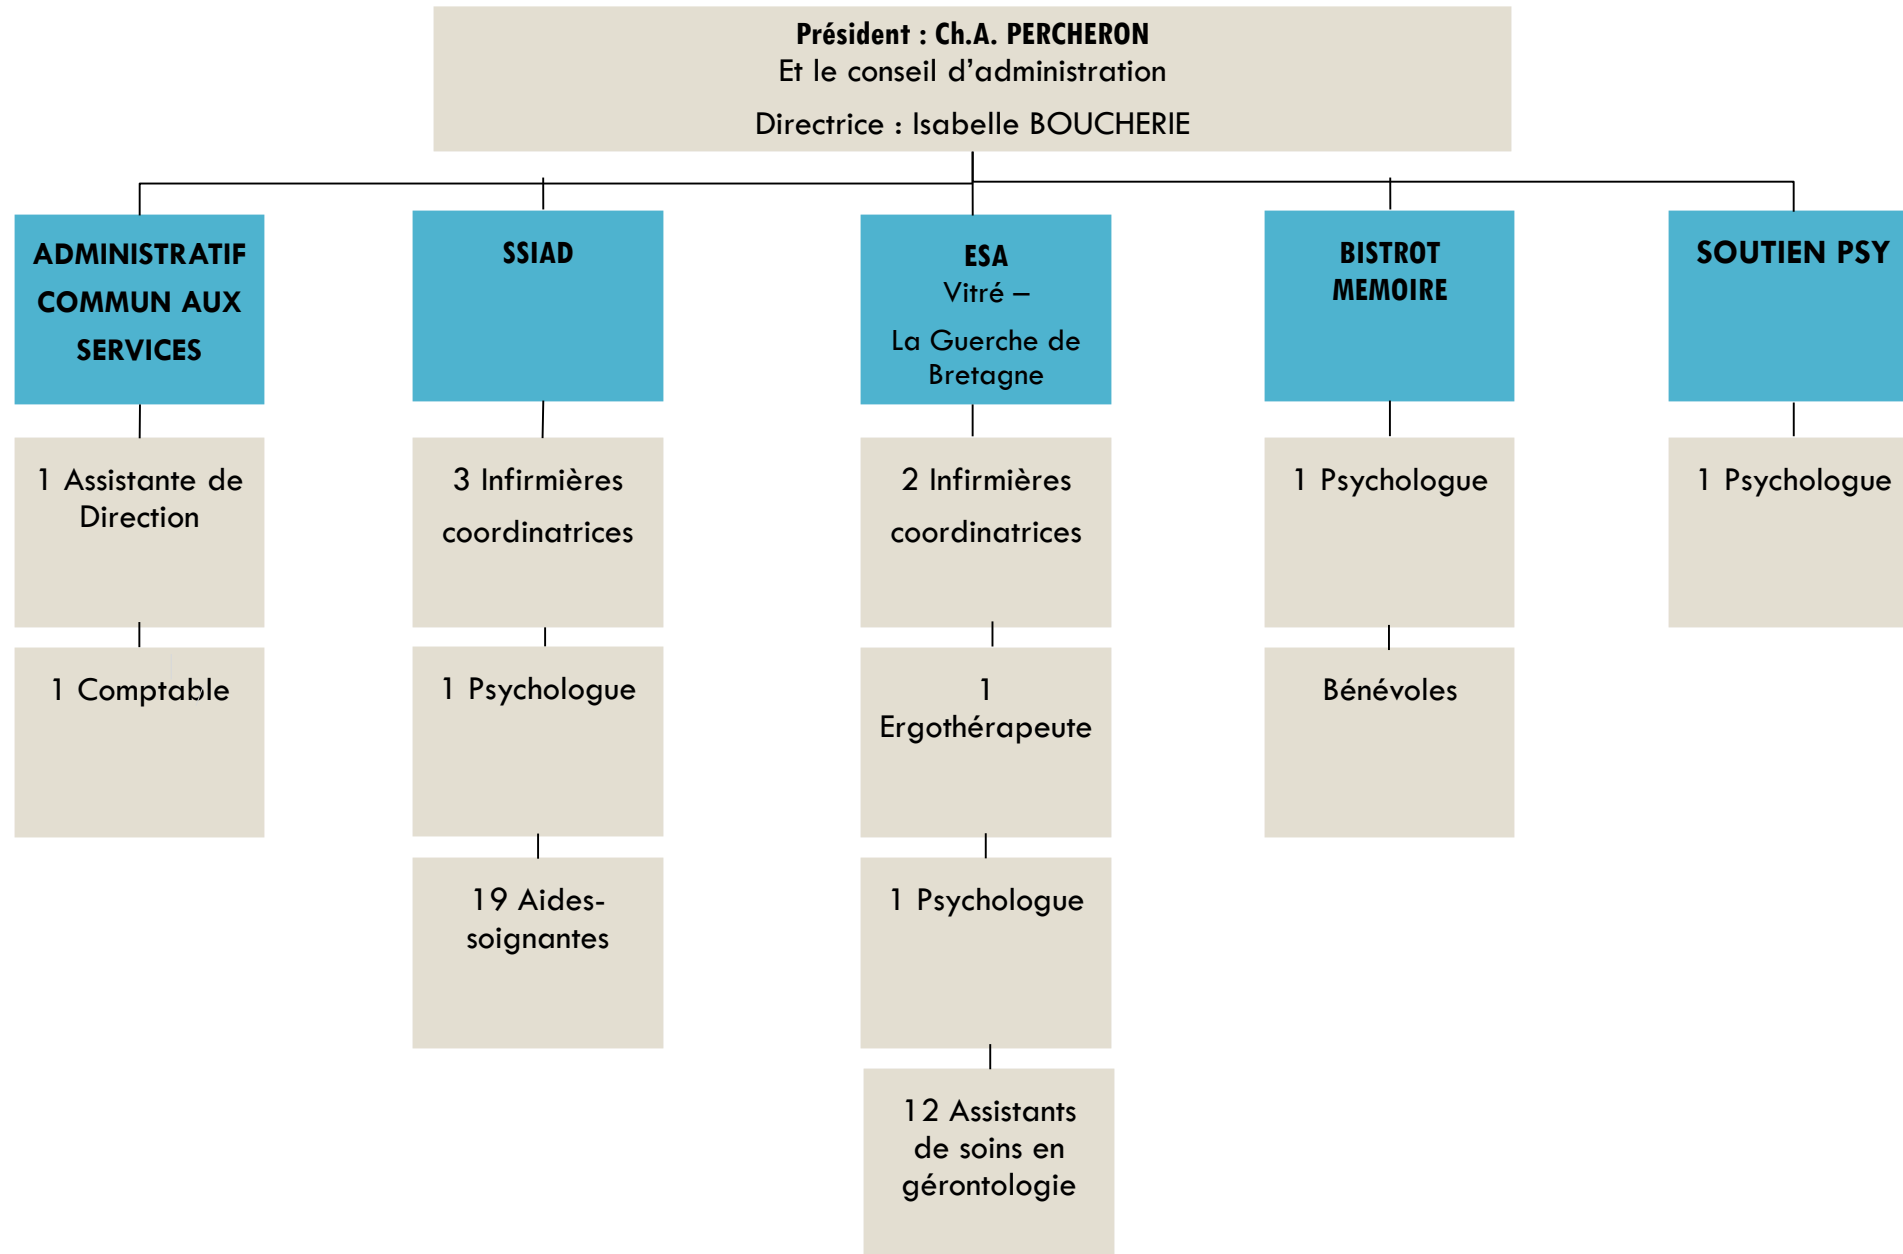 Président : Ch.A. PERCHERON
Et le conseil d’administration
Directrice : Isabelle BOUCHERIE
ADMINISTRATIF
COMMUN AUX
SERVICES
1 Assistante de
Direction
1 Comptable
SSIAD
3 Infirmières
coordinatrices
1 Psychologue
19 Aides-
soignantes
ESA
Vitré –
La Guerche de
Bretagne
2 Infirmières
coordinatrices
1
Ergothérapeute
1 Psychologue
12 Assistants
de soins en
gérontologie
BISTROT
MEMOIRE
1 Psychologue
Bénévoles
SOUTIEN PSY
1 Psychologue